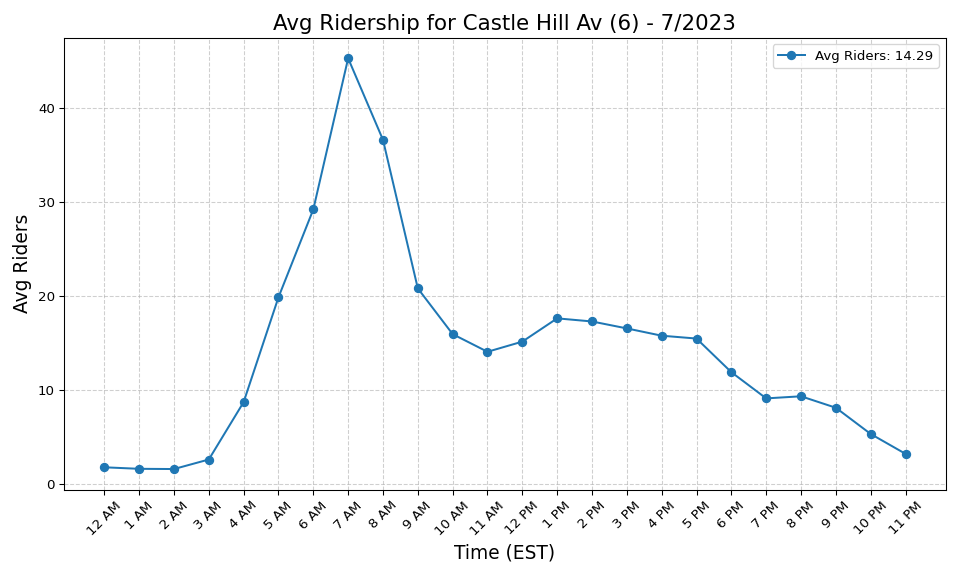 Avg Ridership for Castle Hill Av (6) - 7/2023
Avg Riders: 14.29
Avg Riders
40
30
20
10
0
12 AM 1 AM 2 AM 3 AM 4 AM 5 AM 6 AM 7 AM 8 AM 9 AM 10 AM 11 AM 12 PM 1 PM 2 PM 3 PM 4 PM 5 PM 6 PM 7 PM 8 PM 9 PM 10 PM 11 PM
Time (EST)